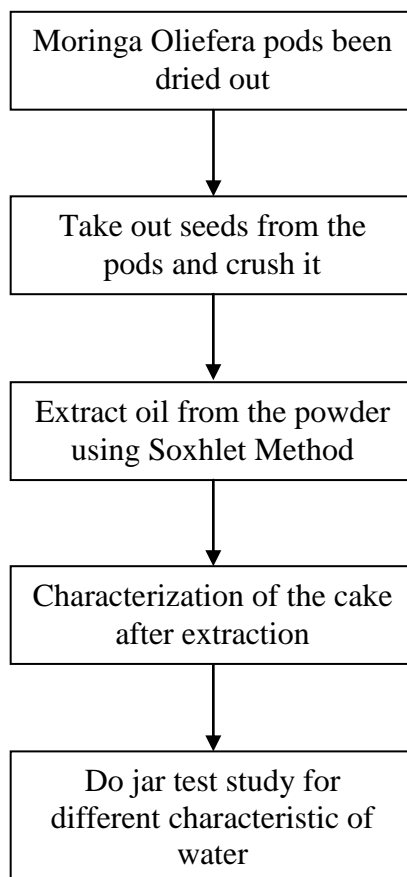 Moringa Oliefera pods been
dried out
Take out seeds from the
pods and crush it
Extract oil from the powder
using Soxhlet Method
Characterization of the cake
after extraction
Do jar test study for
different characteristic of
water